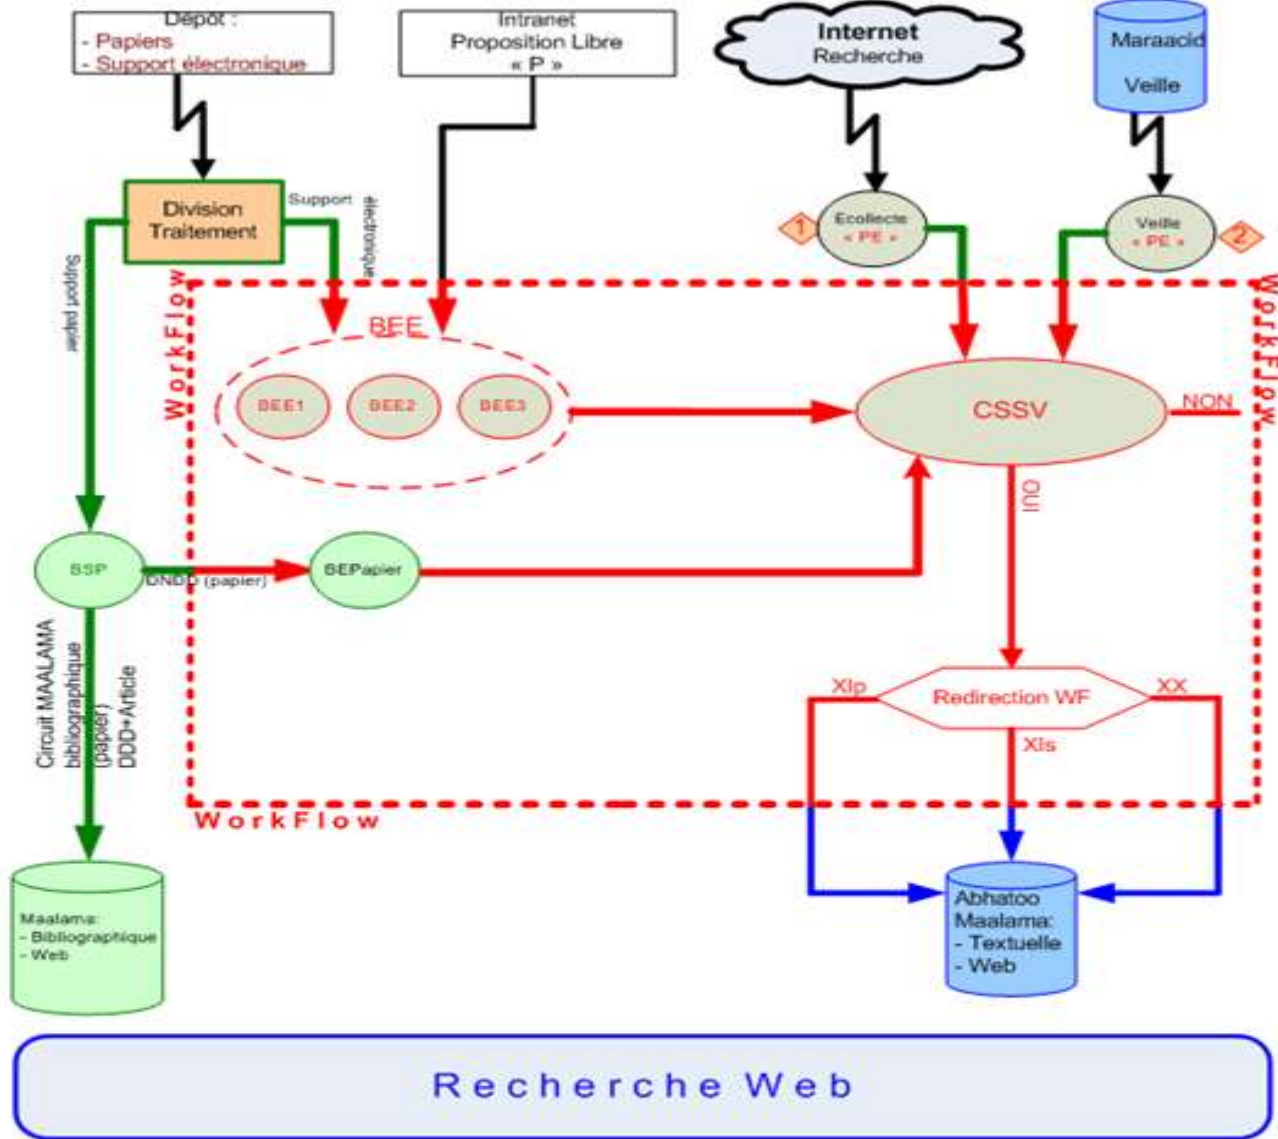 Dépôt :
- Papiers
- Support électronique
Intranet
Proposition Libre
« P »
Internet
Recherche
Maraacid
Veille
Division
Traitement
Support
électronique
Support papier
1
Ecollecte
« PE »
Veille
« PE »
2
WorkFlow
WorkFlow
BEE
BEE1
BEE2
BEE3
CSSV
NON
OUI
BSP
DNDD (papier)
BEPapier
Circuit MAALAMA
bibliographique
(papier)
DDD+Article
XIp
Redirection WF
XX
XIs
WorkFlow
Maalama:
- Bibliographique
- Web
Abhatoo
Maalama:
- Textuelle
- Web
Recherche Web